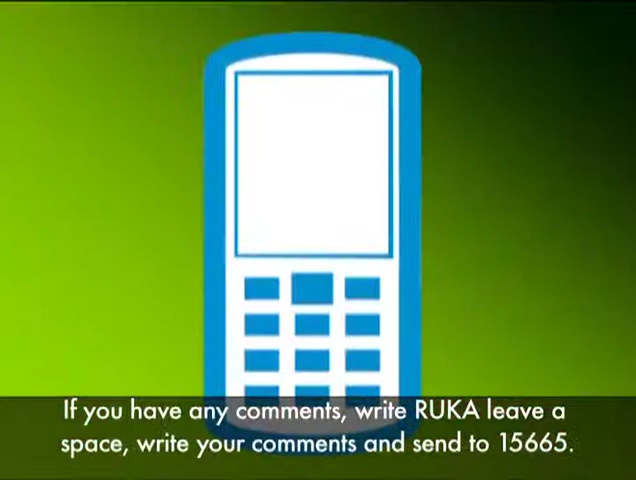 If you have any comments, write RUKA leave a
space, write your comments and send to 15665.